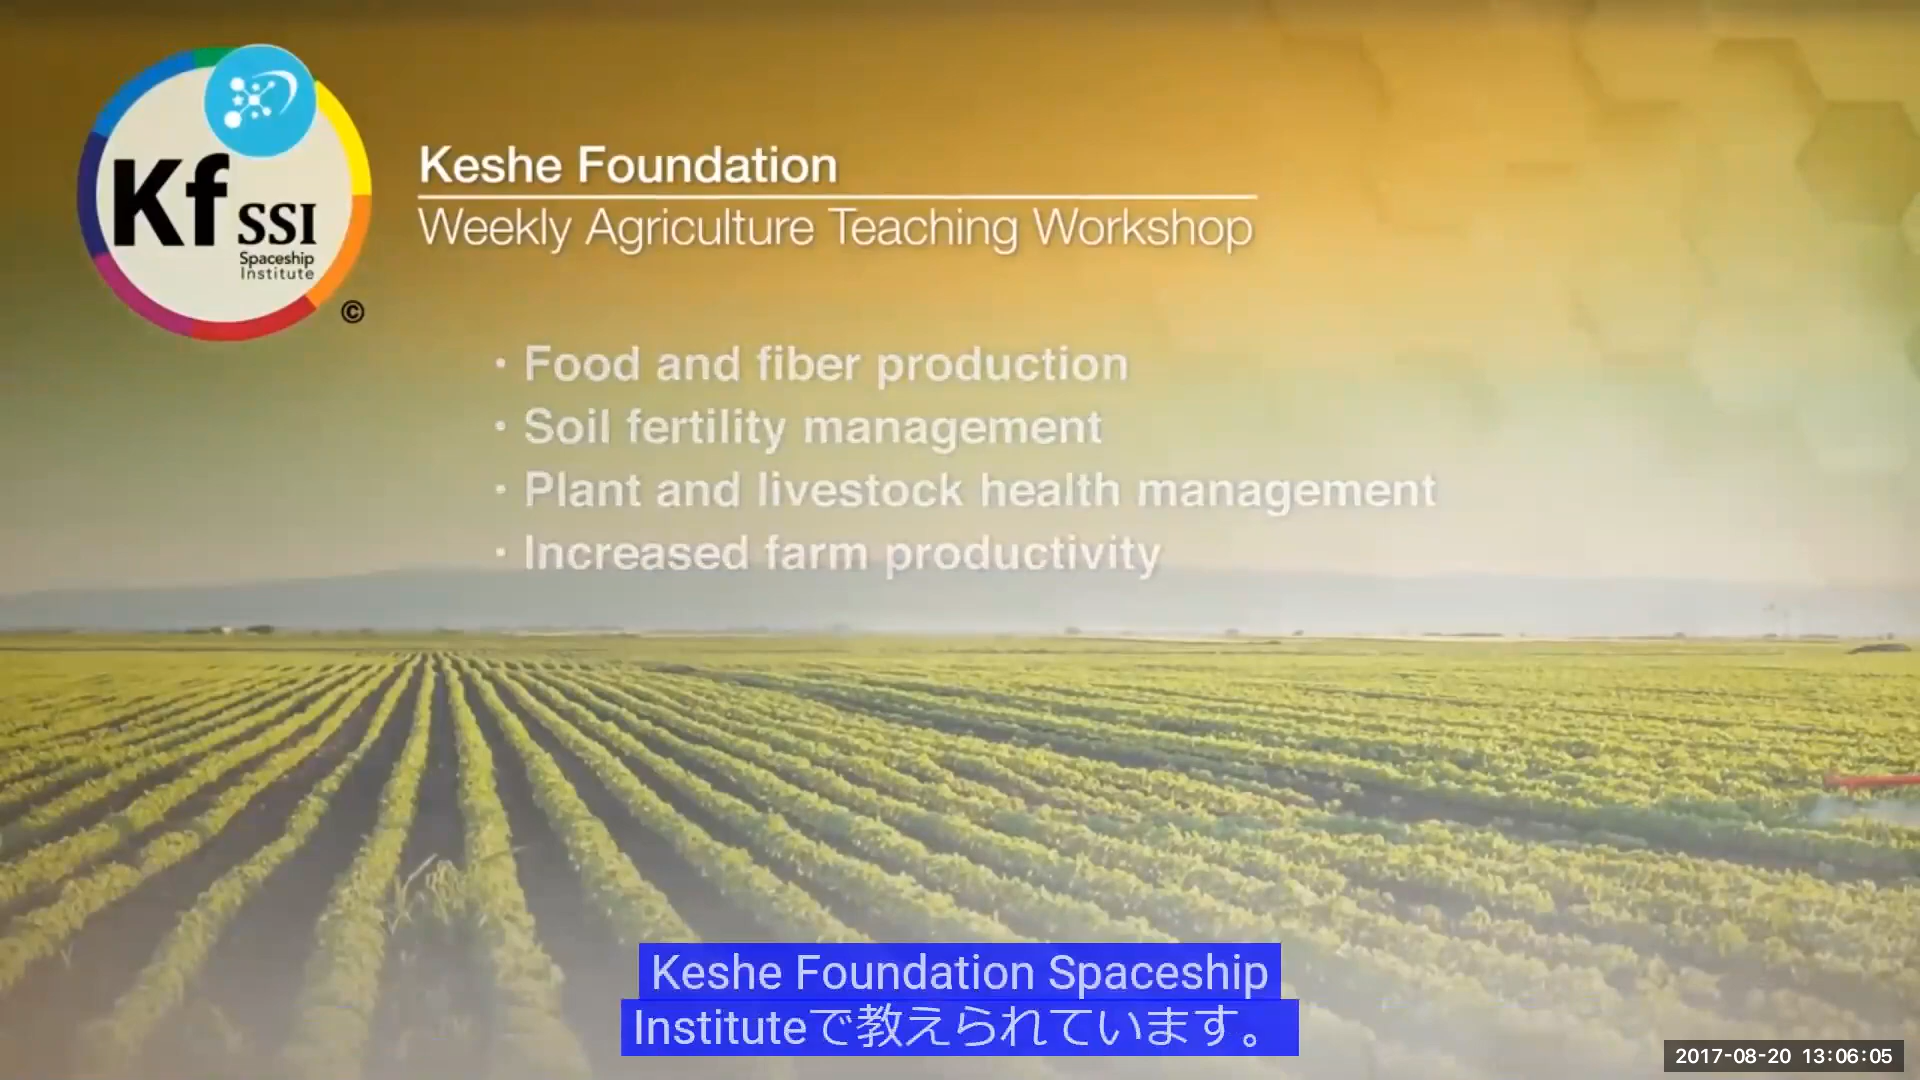 Kf SSI
Spaceship
Institute
©
Keshe Foundation
Weekly Agriculture Teaching Workshop
· Food and fiber production
· Soil fertility management
· Plant and livestock health management
· Increased farm productivity
Keshe Foundation Spaceship
Instituteで教えられています。
2017-08-20 13:06:05